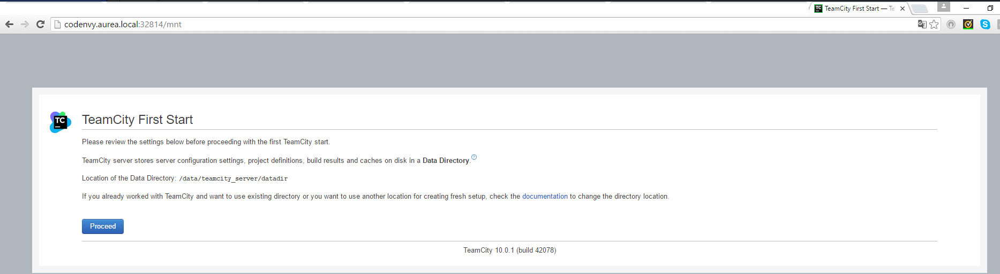 TC TeamCity First Start — Te
codenvy.aurea.local:32814/mnt
TC
TeamCity First Start
Please review the settings below before proceeding with the first TeamCity start.
TeamCity server stores server configuration settings, project definitions, build results and caches on disk in a Data Directory.
Location of the Data Directory: /data/teamcity_server/datadir
If you already worked with TeamCity and want to use existing directory or you want to use another location for creating fresh setup, check the documentation to change the directory location.
Proceed
TeamCity 10.0.1 (build 42078)